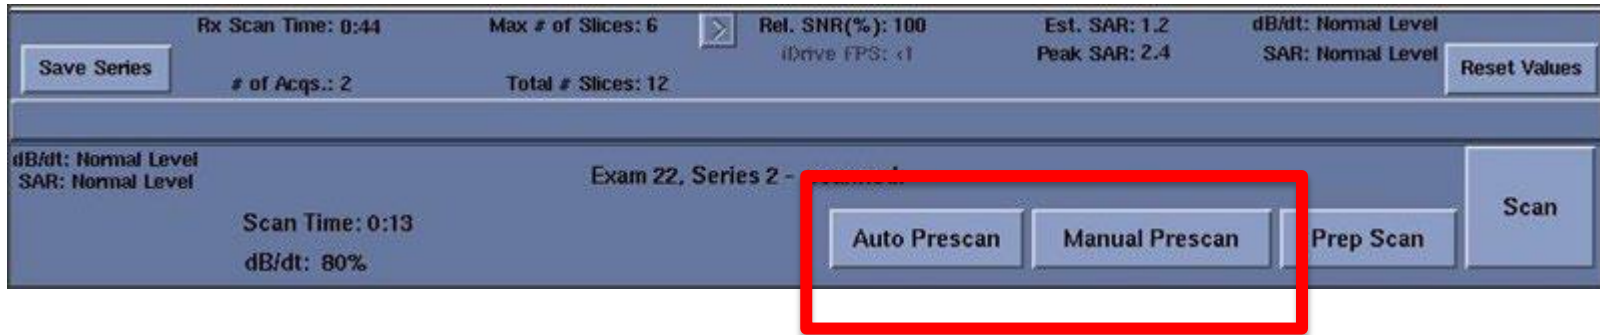 Rx Scan Time: 0:44
Max # of Slices: 6
>
Rel. SNR(%): 100
Est. SAR: 1.2
dB/dt: Normal Level
iDrive FPS: <1
Peak SAR: 2.4
SAR: Normal Level
Save Series
Reset Values
# of Acqs.: 2
Total # Slices: 12
dB/dt: Normal Level
SAR: Normal Level
Exam 22, Series 2 -
Scan Time: 0:13
dB/dt: 80%
Auto Prescan
Manual Prescan
Prep Scan
Scan